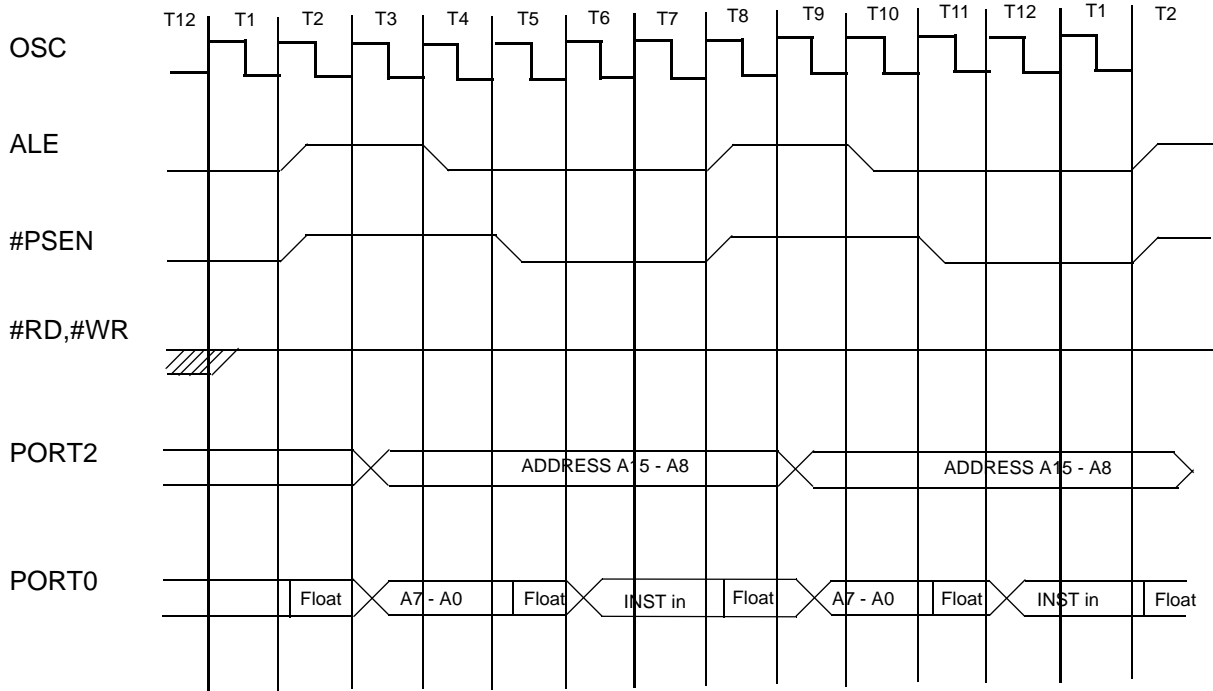 T12 T1 T2 T3 T4 T5 T6 T7 T8 T9 T10 T11 T12 T1 T2
OSC
ALE
#PSEN
#RD,#WR
PORT2 ADDRESS A15 - A8 ADDRESS A15 - A8
PORT0 Float A7 - A0 Float INST in Float A7 - A0 Float INST in Float